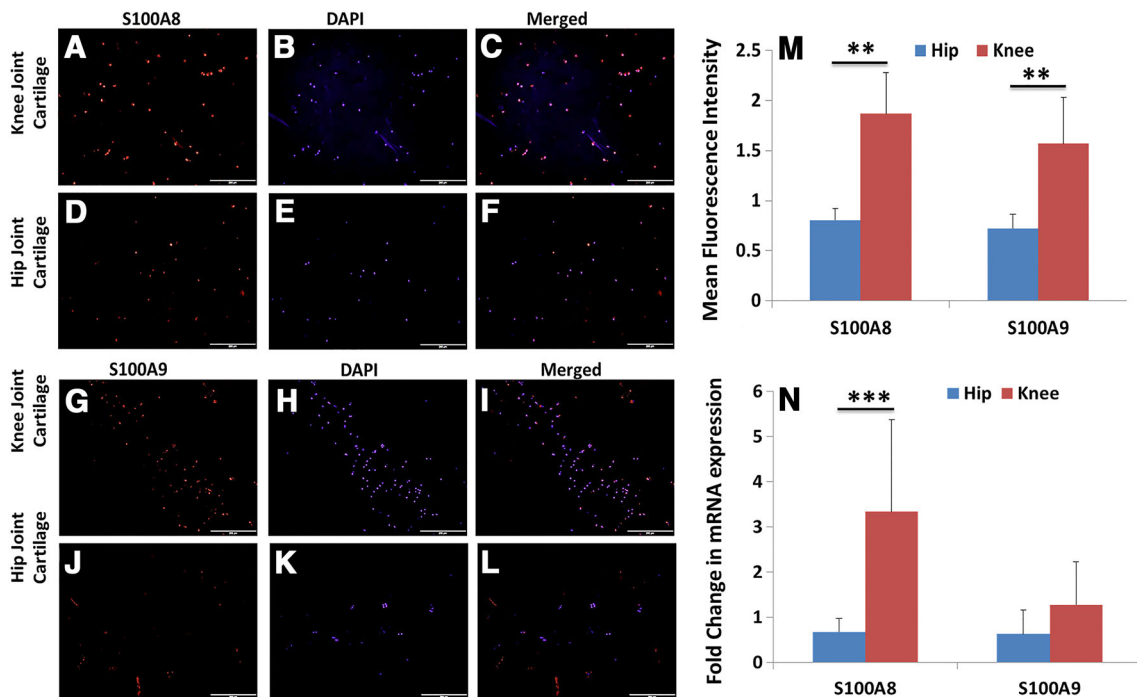 S100A8 DAPI Merged
Knee Joint
Cartilage
A B C
Hip Joint
Cartilage
D E F
S100A9 DAPI Merged
Knee Joint
Cartilage
G H I
Hip Joint
Cartilage
J K L
M
Hip Knee
Mean Fluorescence Intensity
2.5
2
1.5
1
0.5
0
** **
S100A8 S100A9
N
Hip Knee
Fold Change in mRNA expression
6
5
4
3
2
1
0
***
S100A8 S100A9